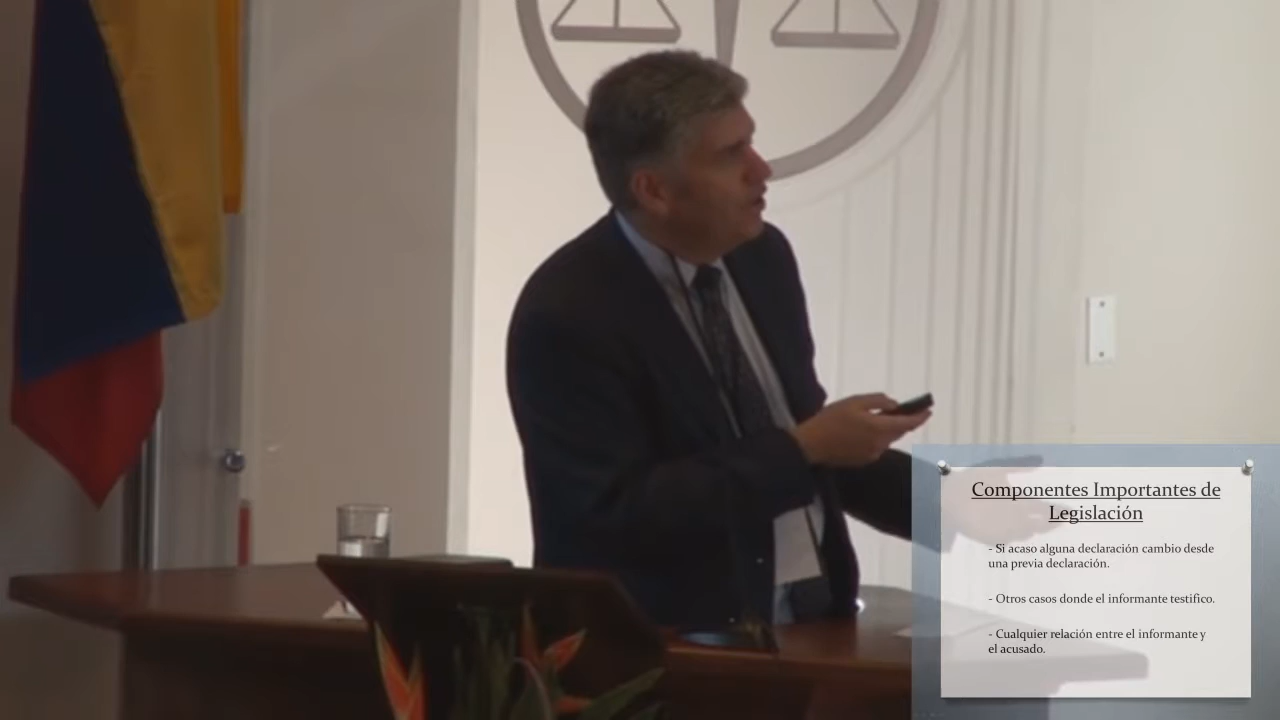 Componentes Importantes de
Legislación
- Si acaso alguna declaración cambio desde
una previa declaración.
- Otros casos donde el informante testifico.
- Cualquier relación entre el informante y
el acusado.